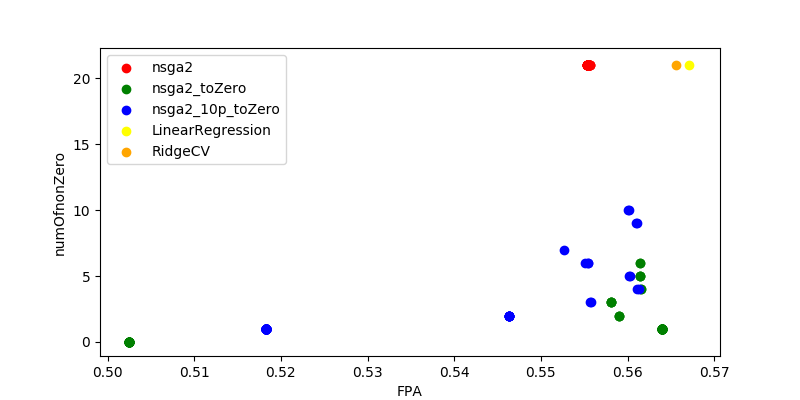 nsga2
nsga2_toZero
nsga2_10p_toZero
LinearRegression
RidgeCV
numOfnonZero
20
15
10
5
0
0.50 0.51 0.52 0.53 0.54 0.55 0.56 0.57
FPA